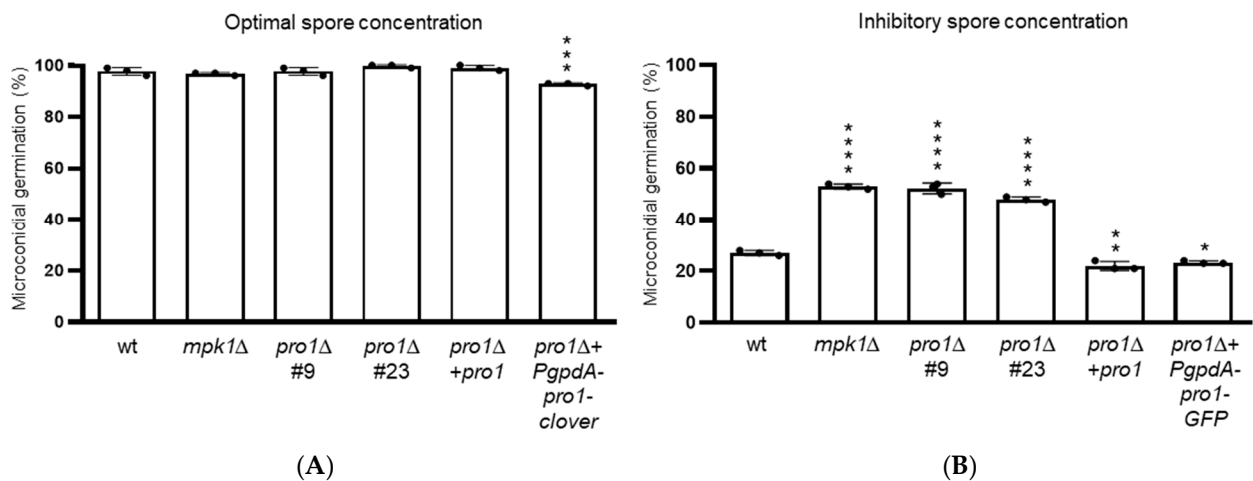 Optimal spore concentration
Microconidial germination (%)
100
80
60
40
20
0
***
wt
mpk1Δ
pro1Δ
#9
pro1Δ
#23
pro1Δ
+pro1
pro1Δ+
PgpdA-
pro1-
clover
(A)
Inhibitory spore concentration
Microconidial germination (%)
100
80
60
40
20
0
****
****
****
**
*
wt
mpk1Δ
pro1Δ
#9
pro1Δ
#23
pro1Δ
+pro1
pro1Δ+
PgpdA-
pro1-
GFP
(B)